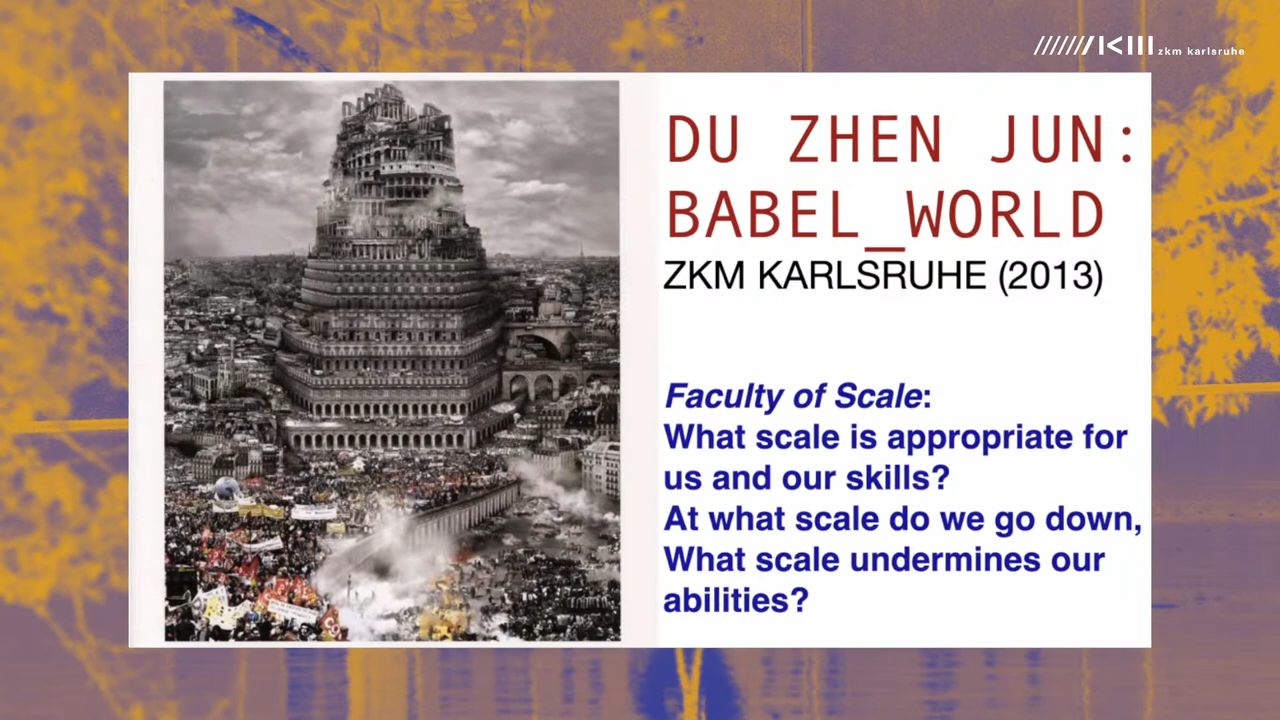 zkm karlsruhe
DU ZHEN JUN:
BABEL_WORLD
ZKM KARLSRUHE (2013)
Faculty of Scale:
What scale is appropriate for
us and our skills?
At what scale do we go down,
What scale undermines our
abilities?